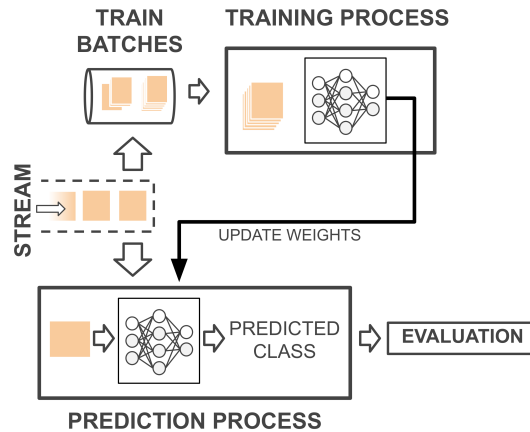 TRAIN
BATCHES
TRAINING PROCESS
STREAM
UPDATE WEIGHTS
PREDICTED
CLASS
EVALUATION
PREDICTION PROCESS